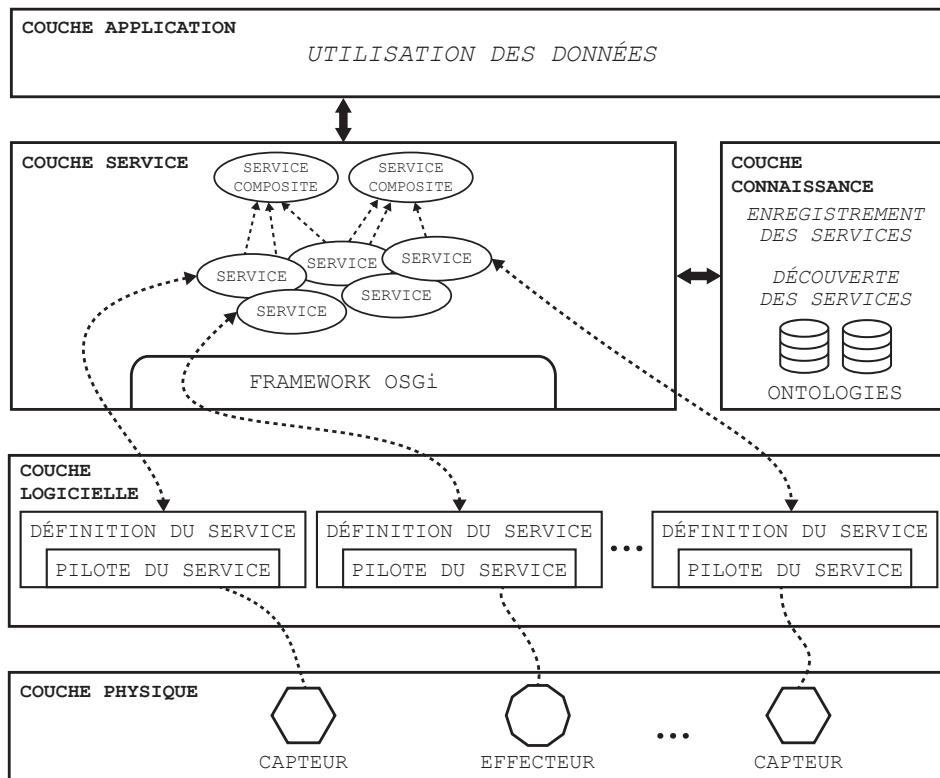 COUCHE APPLICATION
UTILISATION DES DONNÉES
COUCHE SERVICE
SERVICE
COMPOSITE
SERVICE
COMPOSITE
SERVICE
SERVICE
SERVICE
SERVICE
SERVICE
FRAMEWORK OSGi
COUCHE
CONNAISSANCE
ENREGISTREMENT
DES SERVICES
DÉCOUVERTE
DES SERVICES
ONTOLOGIES
COUCHE
LOGICIELLE
DÉFINITION DU SERVICE
PILOTE DU SERVICE
DÉFINITION DU SERVICE
PILOTE DU SERVICE
...
DÉFINITION DU SERVICE
PILOTE DU SERVICE
COUCHE PHYSIQUE
CAPTEUR
EFFECTEUR
...
CAPTEUR